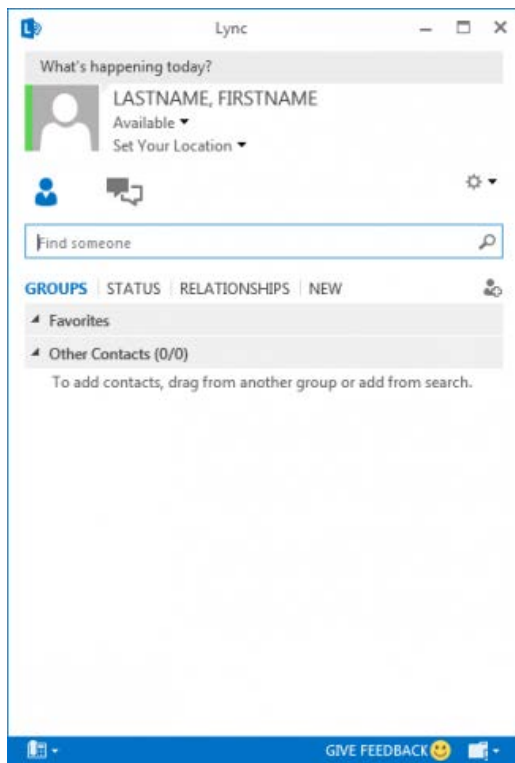 Lync
What's happening today?
LASTNAME, FIRSTNAME
Available
Set Your Location
Find someone
GROUPS STATUS RELATIONSHIPS NEW
Favorites
Other Contacts (0/0)
To add contacts, drag from another group or add from search.
GIVE FEEDBACK